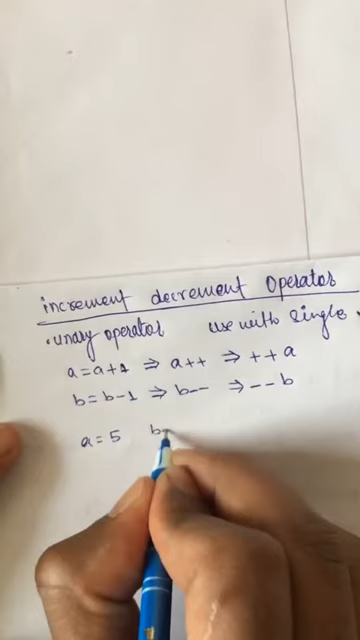 increment decrement Operator
• Unary operator use with Single
a = a+1 ⇒ a++ ⇒ ++a
b = b-1 ⇒ b-- ⇒ --b
a = 5 b=